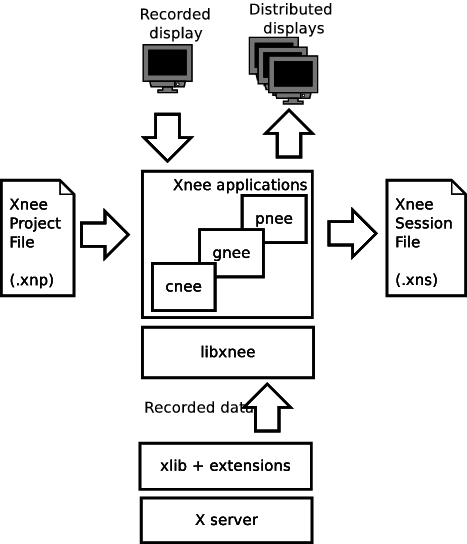 Recorded
display
Distributed
displays
Xnee applications
pnee
gnee
cnee
Xnee
Project
File
(.xnp)
Xnee
Session
File
(.xns)
libxnee
Recorded data
xlib + extensions
X server